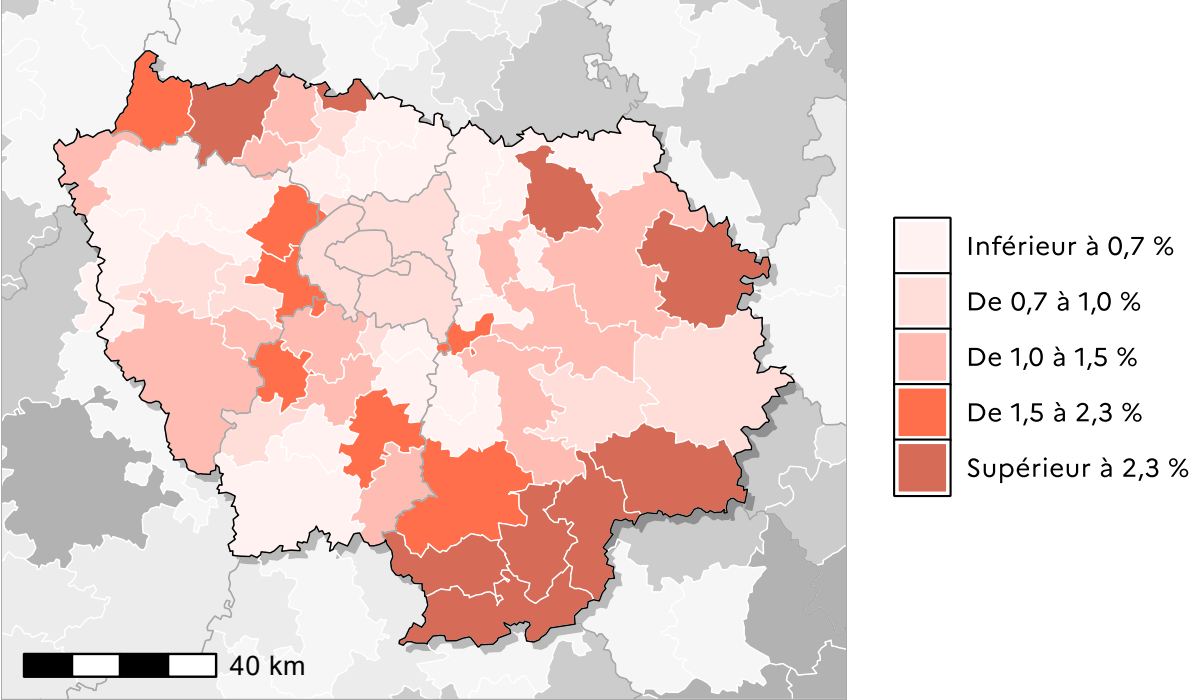 Inférieur à 0,7 %
De 0,7 à 1,0 %
De 1,0 à 1,5 %
De 1,5 à 2,3 %
Supérieur à 2,3 %
40 km